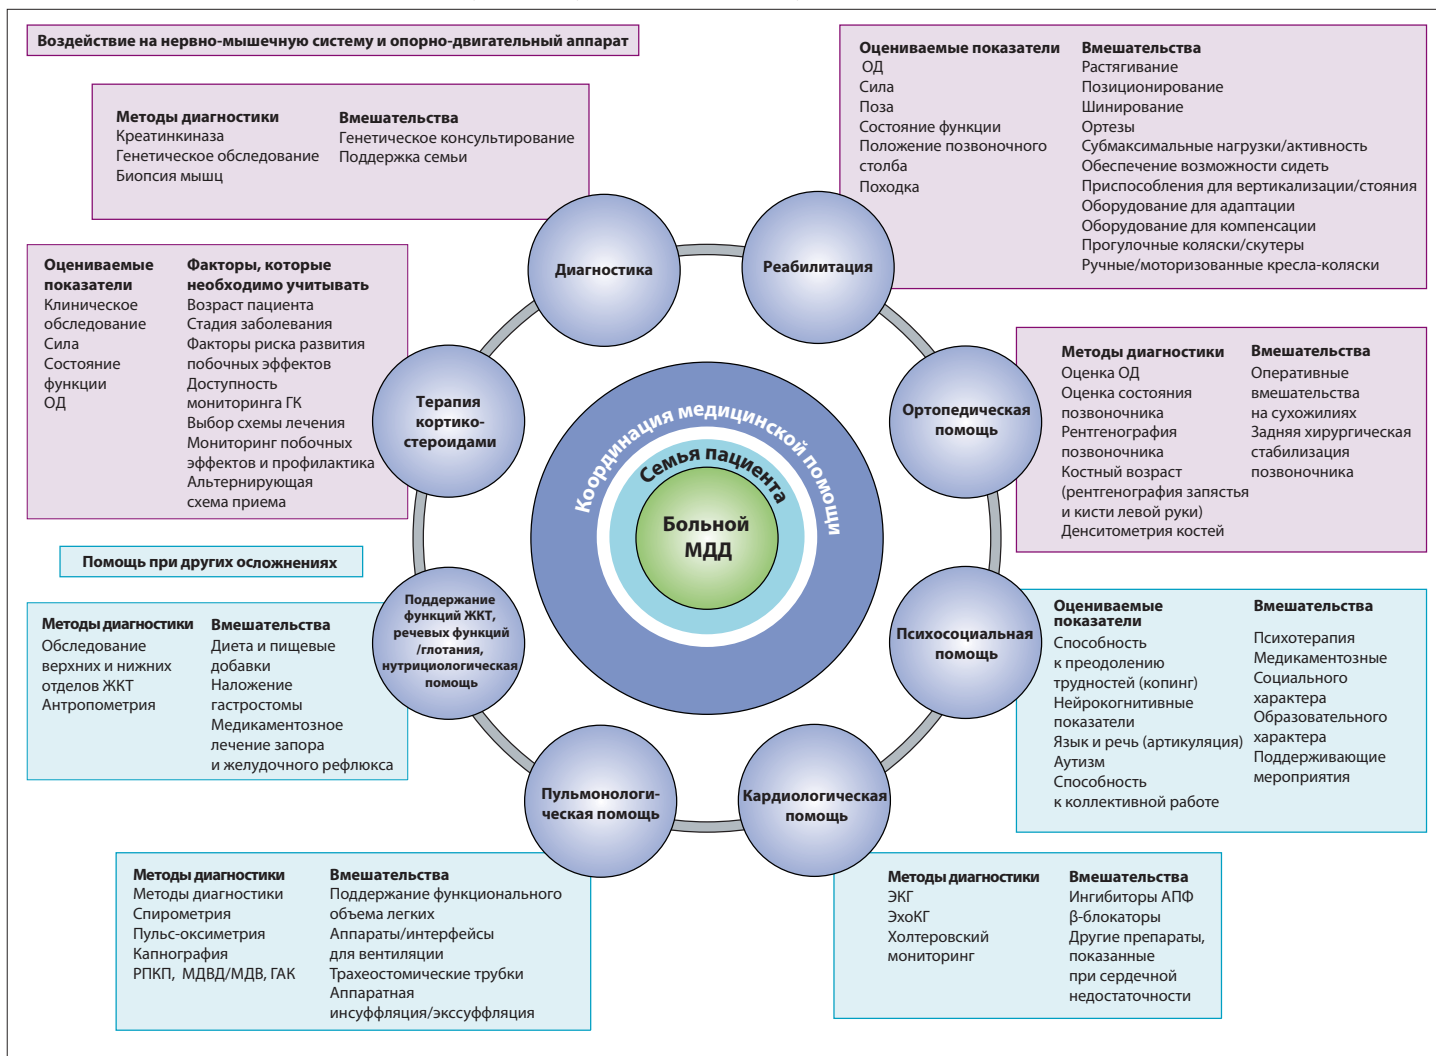 Воздействие на нервно-мышечную систему и опорно-двигательный аппарат
Методы диагностики
Креатинкиназа
Генетическое обследование
Биопсия мышц
Вмешательства
Генетическое консультирование
Поддержка семьи
Оцениваемые показатели
ОД
Сила
Поза
Состояние функции
Положение позвоночного
столба
Походка
Вмешательства
Растягивание
Позиционирование
Шинирование
Ортезы
Субмаксимальные нагрузки/активность
Обеспечение возможности сидеть
Приспособления для вертикализации/стояния
Оборудование для адаптации
Оборудование для компенсации
Прогулочные коляски/скутеры
Ручные/моторизованные кресла-коляски
Диагностика
Реабилитация
Оцениваемые
показатели
Клиническое
обследование
Сила
Состояние
функции
ОД
Факторы, которые
необходимо учитывать
Возраст пациента
Стадия заболевания
Факторы риска развития
побочных эффектов
Доступность
мониторинга ГК
Выбор схемы лечения
Мониторинг побочных
эффектов и профилактика
Альтернирующая
схема приема
Терапия
кортико-
стероидами
Ортопедическая
помощь
Методы диагностики
Оценка ОД
Оценка состояния
позвоночника
Рентгенография
позвоночника
Костный возраст
(рентгенография запястья
и кисти левой руки)
Денситометрия костей
Вмешательства
Оперативные
вмешательства
на сухожилиях
Задняя хирургическая
стабилизация
позвоночника
Координация медицинской помощи
Семья пациента
Больной
МДД
Помощь при других осложнениях
Методы диагностики
Обследование
верхних и нижних
отделов ЖКТ
Антропометрия
Вмешательства
Диета и пищевые
добавки
Наложение
гастростомы
Медикаментозное
лечение запора
и желудочного рефлюкса
Поддержание
функций ЖКТ,
речевых функций
/глотания,
нутрициологическая
помощь
Психосоциальная
помощь
Оцениваемые
показатели
Способность
к преодолению
трудностей (копинг)
Нейрокогнитивные
показатели
Язык и речь (артикуляция)
Аутизм
Способность
к коллективной работе
Вмешательства
Психотерапия
Медикаментозные
Социального
характера
Образовательного
характера
Поддерживающие
мероприятия
Пульмонологи-
ческая помощь
Кардиологическая
помощь
Методы диагностики
Методы диагностики
Спирометрия
Пульс-оксиметрия
Капнография
РПКП, МДВД/МДВ, ГАК
Вмешательства
Поддержание функционального
объема легких
Аппараты/интерфейсы
для вентиляции
Трахеостомические трубки
Аппаратная
инсуффляция/экссуффляция
Методы диагностики
ЭКГ
ЭхоКГ
Холтеровский
мониторинг
Вмешательства
Ингибиторы АПФ
β-блокаторы
Другие препараты,
показанные
при сердечной
недостаточности